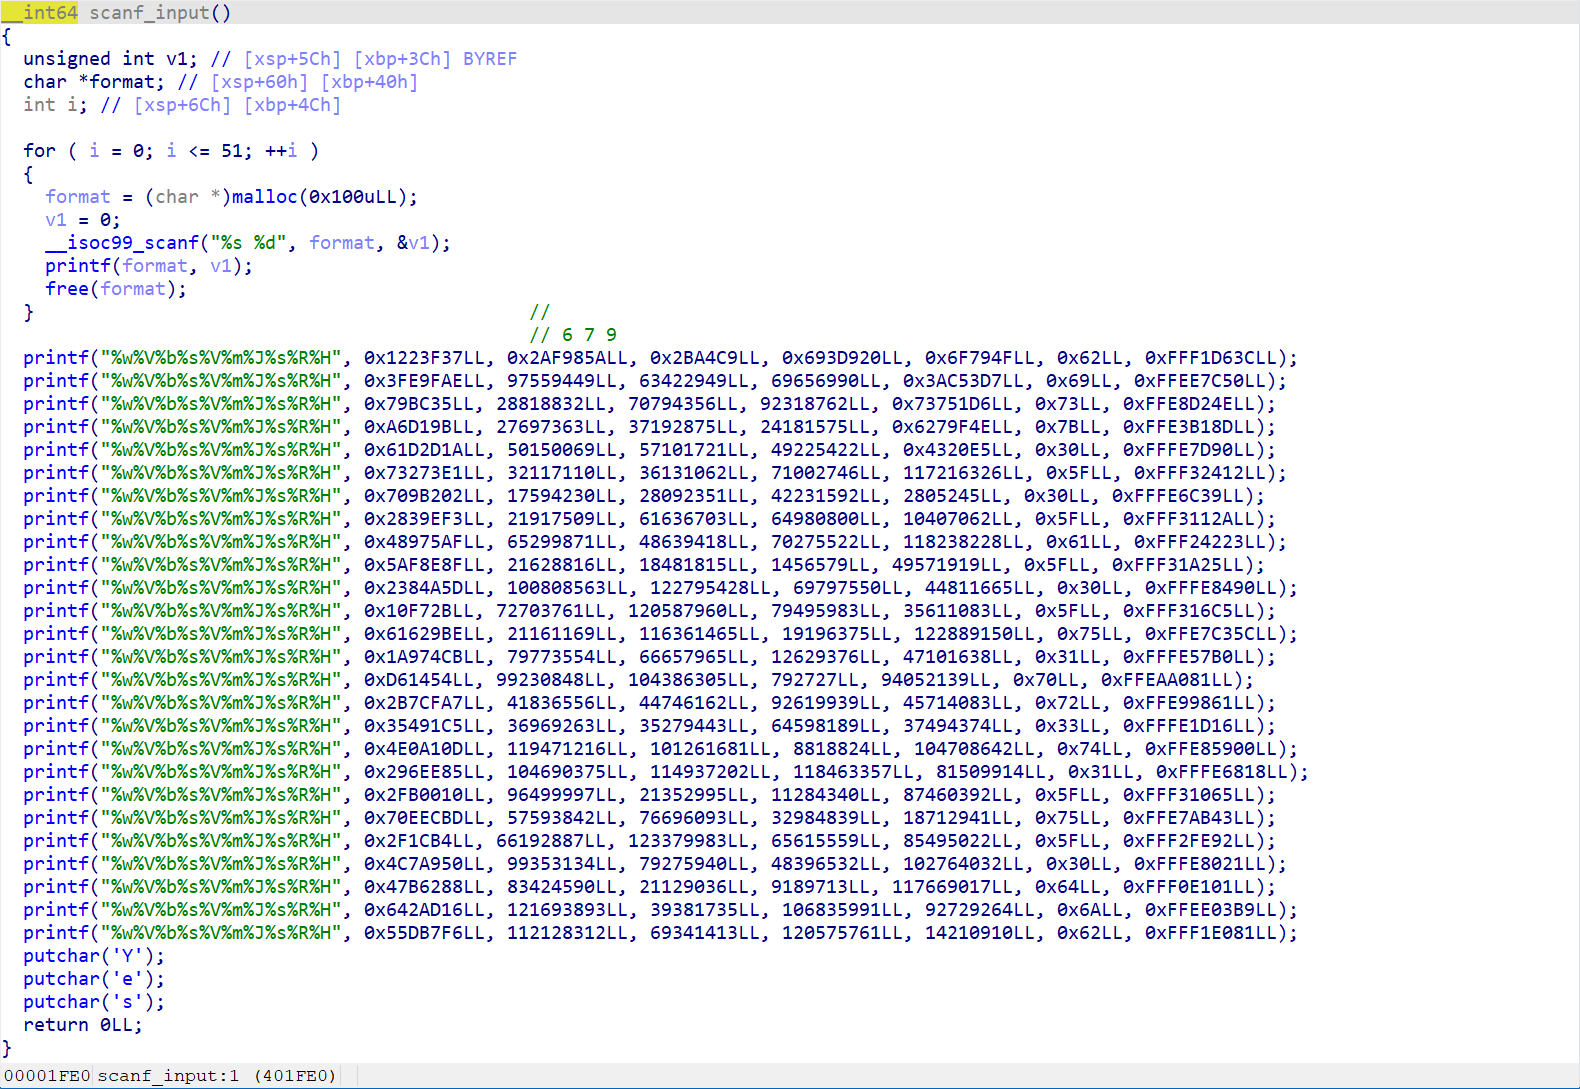 __int64 scanf_input()
{
  unsigned int v1; // [xsp+5Ch] [xbp+3Ch] BYREF
  char *format; // [xsp+60h] [xbp+40h]
  int i; // [xsp+6Ch] [xbp+4Ch]

  for ( i = 0; i <= 51; ++i )
  {
    format = (char *)malloc(0x100uLL);
    v1 = 0;
    __isoc99_scanf("%s %d", format, &v1);
    printf(format, v1);
    free(format);
  }                                             //
                                                // 6 7 9
  printf("%w%V%b%s%V%m%J%s%R%H", 0x1223F37LL, 0x2AF985ALL, 0x2BA4C9LL, 0x693D920LL, 0x6F794FLL, 0x62LL, 0xFFF1D63CLL);
  printf("%w%V%b%s%V%m%J%s%R%H", 0x3FE9FAELL, 97559449LL, 63422949LL, 69656990LL, 0x3AC53D7LL, 0x69LL, 0xFFEE7C50LL);
  printf("%w%V%b%s%V%m%J%s%R%H", 0x79BC35LL, 28818832LL, 70794356LL, 92318762LL, 0x73751D6LL, 0x73LL, 0xFFE8D24ELL);
  printf("%w%V%b%s%V%m%J%s%R%H", 0xA6D19BLL, 27697363LL, 37192875LL, 24181575LL, 0x6279F4ELL, 0x7BLL, 0xFFE3B18DLL);
  printf("%w%V%b%s%V%m%J%s%R%H", 0x61D2D1ALL, 50150069LL, 57101721LL, 49225422LL, 0x4320E5LL, 0x30LL, 0xFFFE7D90LL);
  printf("%w%V%b%s%V%m%J%s%R%H", 0x73273E1LL, 32117110LL, 36131062LL, 71002746LL, 117216326LL, 0x5FLL, 0xFFF32412LL);
  printf("%w%V%b%s%V%m%J%s%R%H", 0x709B202LL, 17594230LL, 28092351LL, 42231592LL, 2805245LL, 0x30LL, 0xFFFE6C39LL);
  printf("%w%V%b%s%V%m%J%s%R%H", 0x2839EF3LL, 21917509LL, 61636703LL, 64980800LL, 10407062LL, 0x5FLL, 0xFFF3112ALL);
  printf("%w%V%b%s%V%m%J%s%R%H", 0x48975AFLL, 65299871LL, 48639418LL, 70275522LL, 118238228LL, 0x61LL, 0xFFF24223LL);
  printf("%w%V%b%s%V%m%J%s%R%H", 0x5AF8E8FLL, 21628816LL, 18481815LL, 1456579LL, 49571919LL, 0x5FLL, 0xFFF31A25LL);
  printf("%w%V%b%s%V%m%J%s%R%H", 0x2384A5DLL, 100808563LL, 122795428LL, 69797550LL, 44811665LL, 0x30LL, 0xFFFE8490LL);
  printf("%w%V%b%s%V%m%J%s%R%H", 0x10F72BLL, 72703761LL, 120587960LL, 79495983LL, 35611083LL, 0x5FLL, 0xFFF316C5LL);
  printf("%w%V%b%s%V%m%J%s%R%H", 0x61629BELL, 21161169LL, 116361465LL, 19196375LL, 122889150LL, 0x75LL, 0xFFE7C35CLL);
  printf("%w%V%b%s%V%m%J%s%R%H", 0x1A974CBLL, 79773554LL, 66657965LL, 12629376LL, 47101638LL, 0x31LL, 0xFFFE57B0LL);
  printf("%w%V%b%s%V%m%J%s%R%H", 0xD61454LL, 99230848LL, 104386305LL, 792727LL, 94052139LL, 0x70LL, 0xFFEAA081LL);
  printf("%w%V%b%s%V%m%J%s%R%H", 0x2B7CFA7LL, 41836556LL, 44746162LL, 92619939LL, 45714083LL, 0x72LL, 0xFFE99861LL);
  printf("%w%V%b%s%V%m%J%s%R%H", 0x35491C5LL, 36969263LL, 35279443LL, 64598189LL, 37494374LL, 0x33LL, 0xFFFE1D16LL);
  printf("%w%V%b%s%V%m%J%s%R%H", 0x4E0A10DLL, 119471216LL, 101261681LL, 8818824LL, 104708642LL, 0x74LL, 0xFFE85900LL);
  printf("%w%V%b%s%V%m%J%s%R%H", 0x296EE85LL, 104690375LL, 114937202LL, 118463357LL, 81509914LL, 0x31LL, 0xFFFE6818LL);
  printf("%w%V%b%s%V%m%J%s%R%H", 0x2FB0010LL, 96499997LL, 21352995LL, 11284340LL, 87460392LL, 0x5FLL, 0xFFF31065LL);
  printf("%w%V%b%s%V%m%J%s%R%H", 0x70EECBDLL, 57593842LL, 76696093LL, 32984839LL, 18712941LL, 0x75LL, 0xFFE7AB43LL);
  printf("%w%V%b%s%V%m%J%s%R%H", 0x2F1CB4LL, 66192887LL, 123379983LL, 65615559LL, 85495022LL, 0x5FLL, 0xFFF2FE92LL);
  printf("%w%V%b%s%V%m%J%s%R%H", 0x4C7A950LL, 99353134LL, 79275940LL, 48396532LL, 102764032LL, 0x30LL, 0xFFFE8021LL);
  printf("%w%V%b%s%V%m%J%s%R%H", 0x47B6288LL, 83424590LL, 21129036LL, 9189713LL, 117669017LL, 0x64LL, 0xFFF0E101LL);
  printf("%w%V%b%s%V%m%J%s%R%H", 0x642AD16LL, 121693893LL, 39381735LL, 106835991LL, 92729264LL, 0x6ALL, 0xFFEE03B9LL);
  printf("%w%V%b%s%V%m%J%s%R%H", 0x55DB7F6LL, 112128312LL, 69341413LL, 120575761LL, 14210910LL, 0x62LL, 0xFFF1E081LL);
  putchar('Y');
  putchar('e');
  putchar('s');
  return 0LL;
}
00001FE0 scanf_input:1 (401FE0)